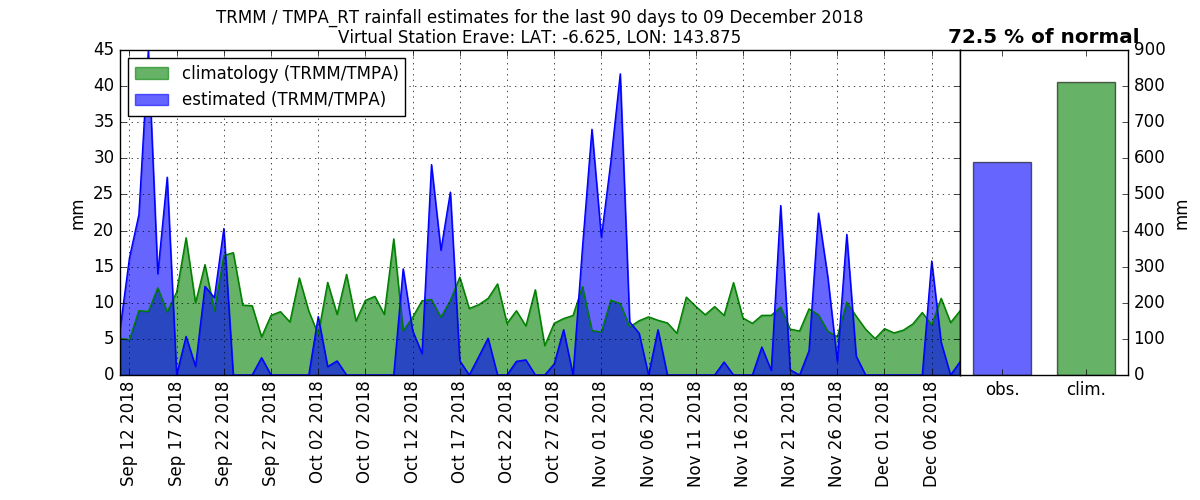 TRMM / TMPA_RT rainfall estimates for the last 90 days to 09 December 2018
Virtual Station Erave: LAT: -6.625, LON: 143.875
72.5 % of normal
climatology (TRMM/TMPA)
estimated (TRMM/TMPA)
mm
45
40
35
30
25
20
15
10
5
0
Sep 12 2018
Sep 17 2018
Sep 22 2018
Sep 27 2018
Oct 02 2018
Oct 07 2018
Oct 12 2018
Oct 17 2018
Oct 22 2018
Oct 27 2018
Nov 01 2018
Nov 06 2018
Nov 11 2018
Nov 16 2018
Nov 21 2018
Nov 26 2018
Dec 01 2018
Dec 06 2018
obs.
clim.
900
800
700
600
500
400
300
200
100
0
mm